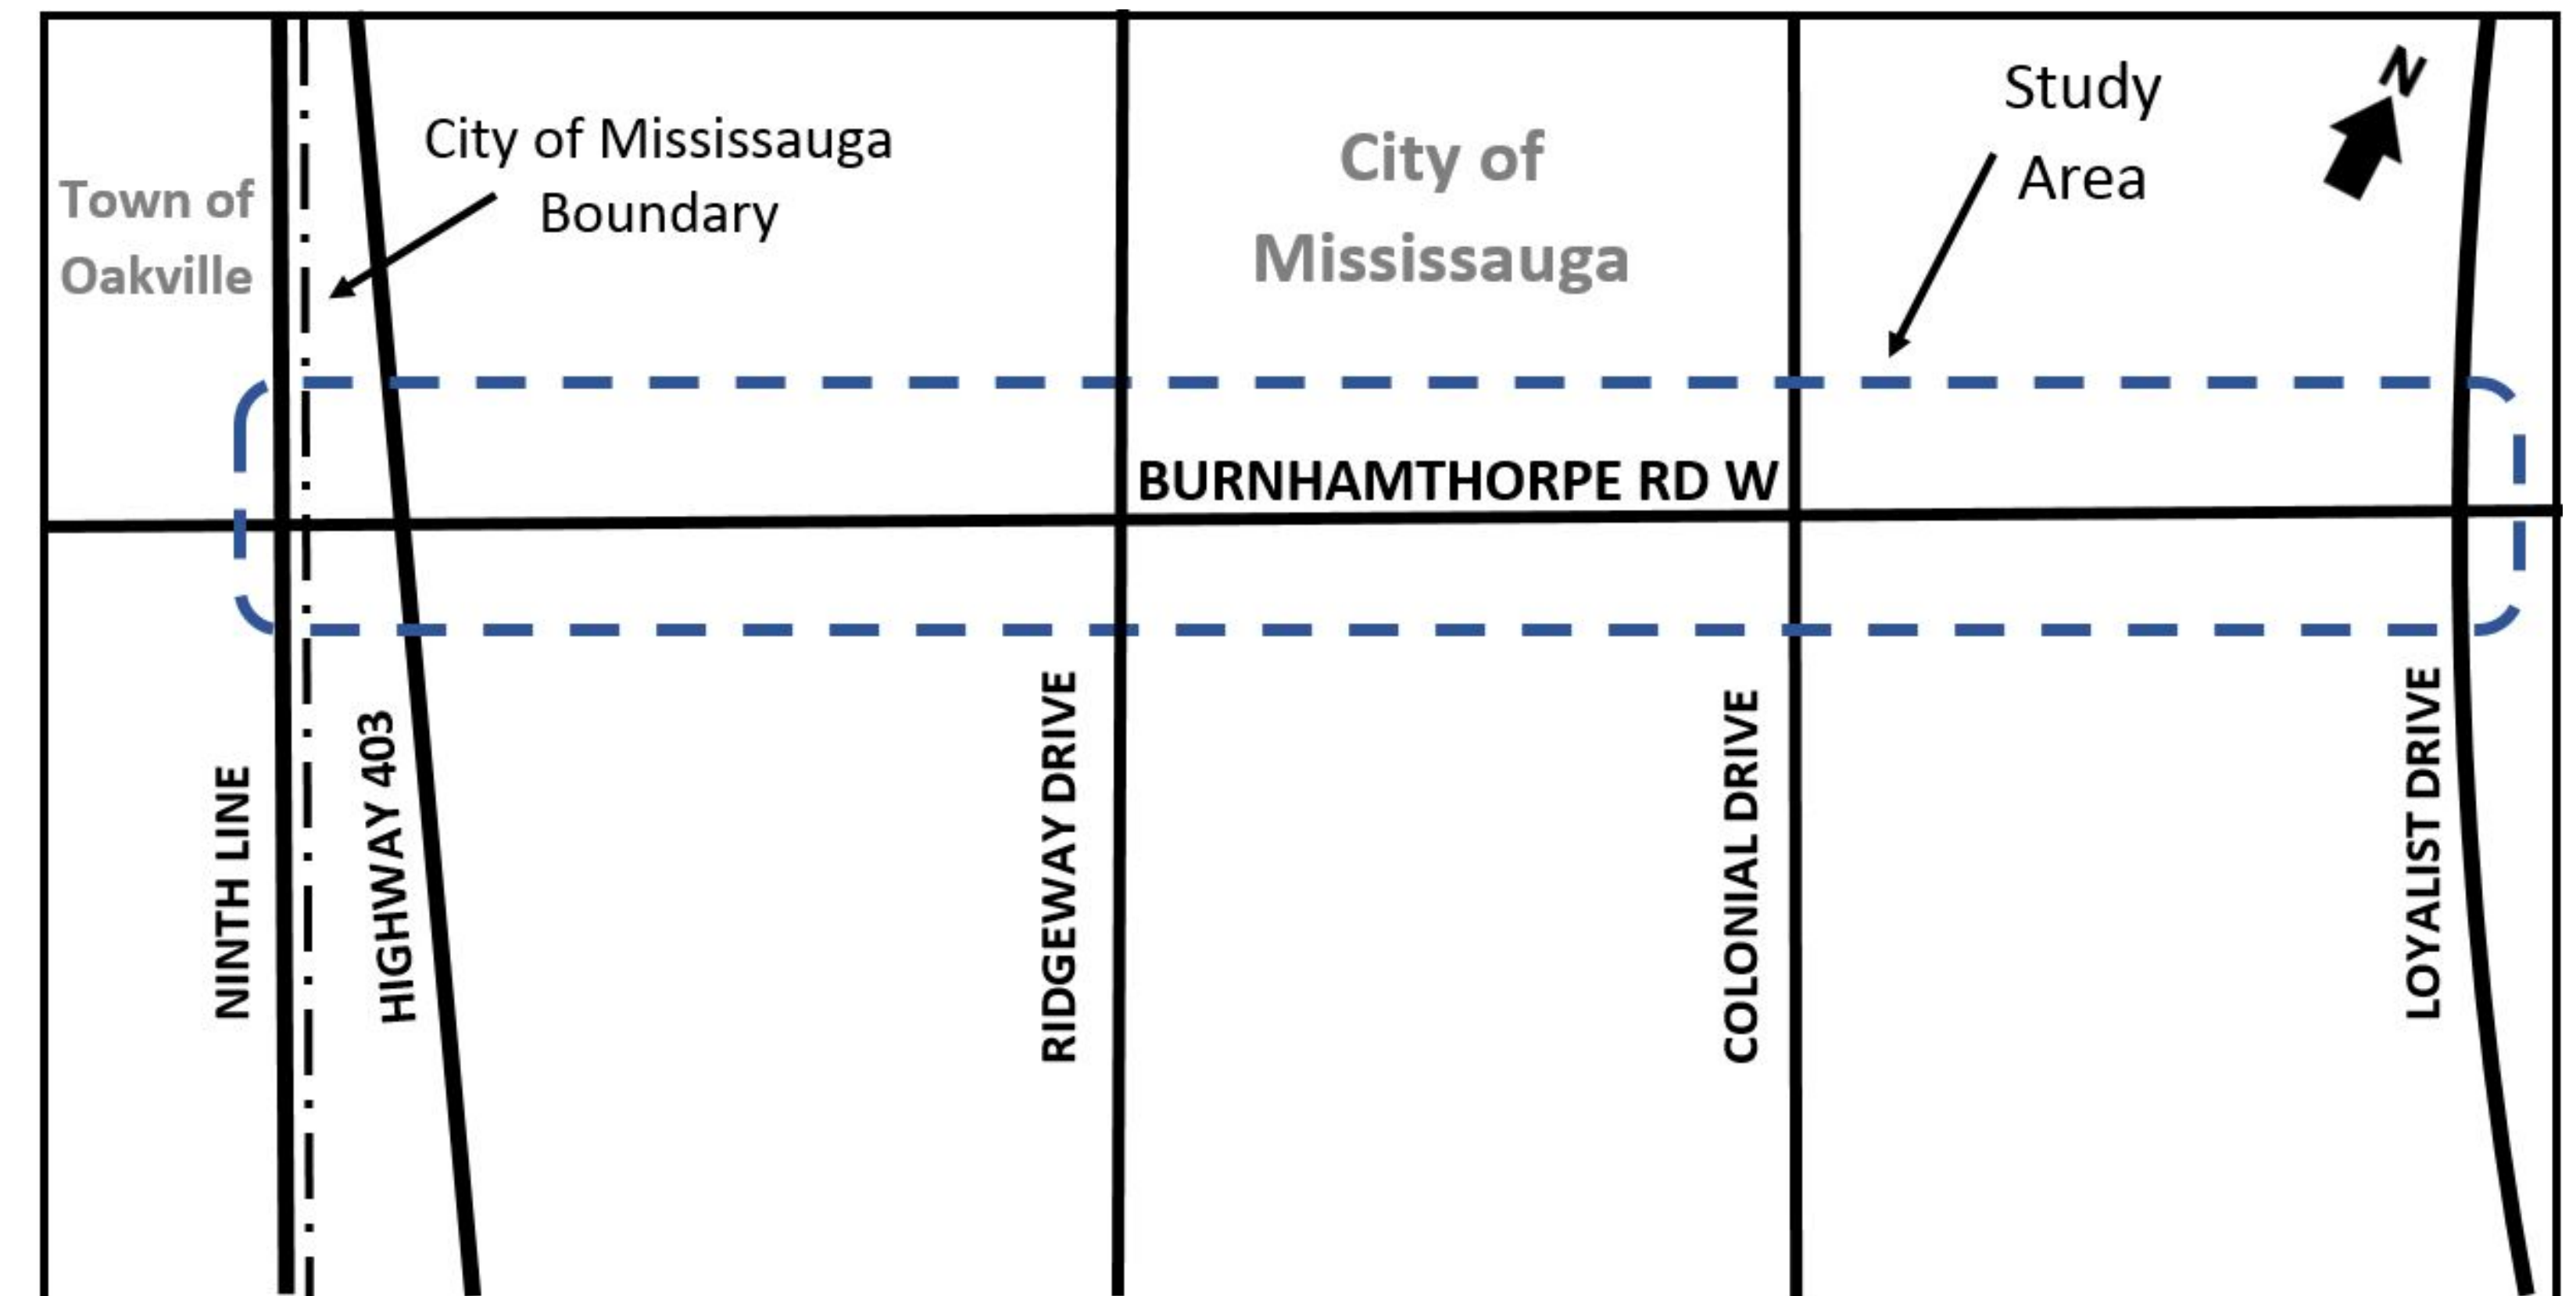 Town of
Oakville
City of Mississauga
Boundary
City of
Mississauga
Study
Area
N
BURNHAMTHORPE RD W
NINTH LINE
HIGHWAY 403
RIDGEWAY DRIVE
COLONIAL DRIVE
LOYALIST DRIVE